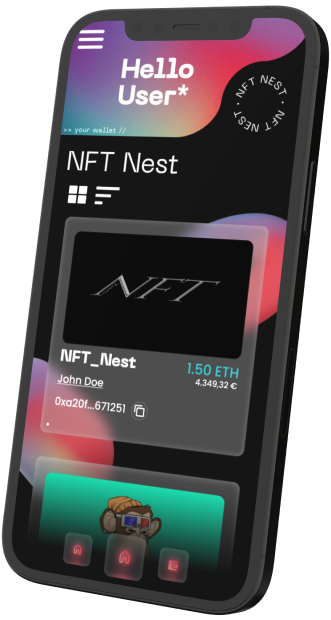 Hello
User*
NFT NEST · NFT NEST ·
>> your wallet //
NFT Nest
NFT
NFT_Nest
1.50 ETH
John Doe
4.349,32 €
0xa20f...671251